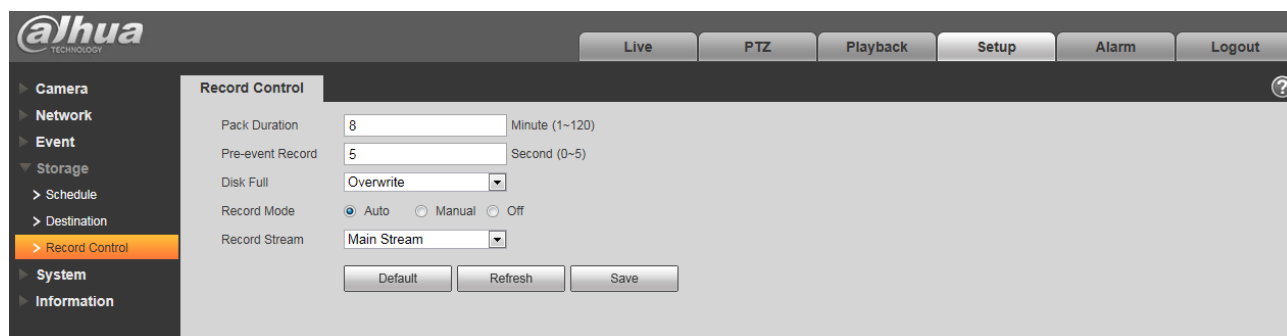 alhua
TECHNOLOGY
Live PTZ Playback Setup Alarm Logout
Camera
Network
Event
Storage
> Schedule
> Destination
> Record Control
System
Information
Record Control
?
Pack Duration 8 Minute (1~120)
Pre-event Record 5 Second (0~5)
Disk Full Overwrite
Record Mode Auto Manual Off
Record Stream Main Stream
Default Refresh Save